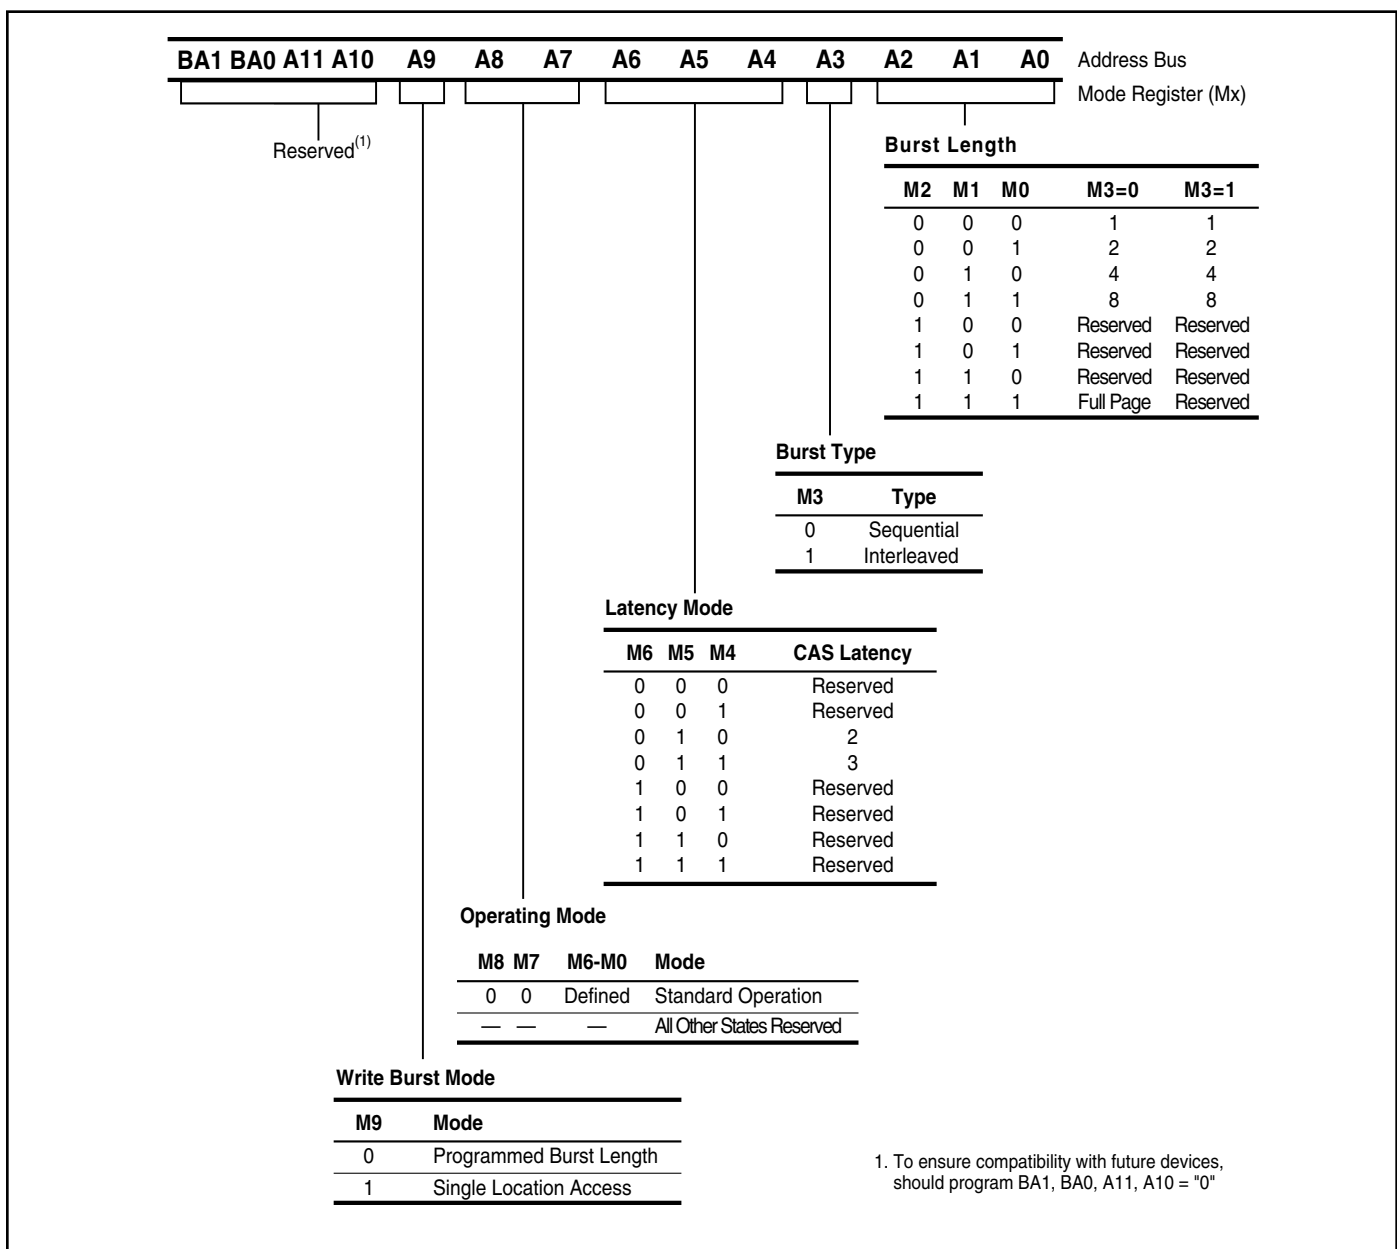 BA1 BA0 A11 A10 A9 A8 A7 A6 A5 A4 A3 A2 A1 A0 Address Bus
Mode Register (Mx)
Reserved(1)
Burst Length
M2 M1 M0 M3=0 M3=1
0 0 0 1 1
0 0 1 2 2
0 1 0 4 4
0 1 1 8 8
1 0 0 Reserved Reserved
1 0 1 Reserved Reserved
1 1 0 Reserved Reserved
1 1 1 Full Page Reserved
Burst Type
M3 Type
0 Sequential
1 Interleaved
Latency Mode
M6 M5 M4 CAS Latency
0 0 0 Reserved
0 0 1 Reserved
0 1 0 2
0 1 1 3
1 0 0 Reserved
1 0 1 Reserved
1 1 0 Reserved
1 1 1 Reserved
Operating Mode
M8 M7 M6-M0 Mode
0 0 Defined Standard Operation
— — — All Other States Reserved
Write Burst Mode
M9 Mode
0 Programmed Burst Length
1 Single Location Access
1. To ensure compatibility with future devices,
should program BA1, BA0, A11, A10 = "0"